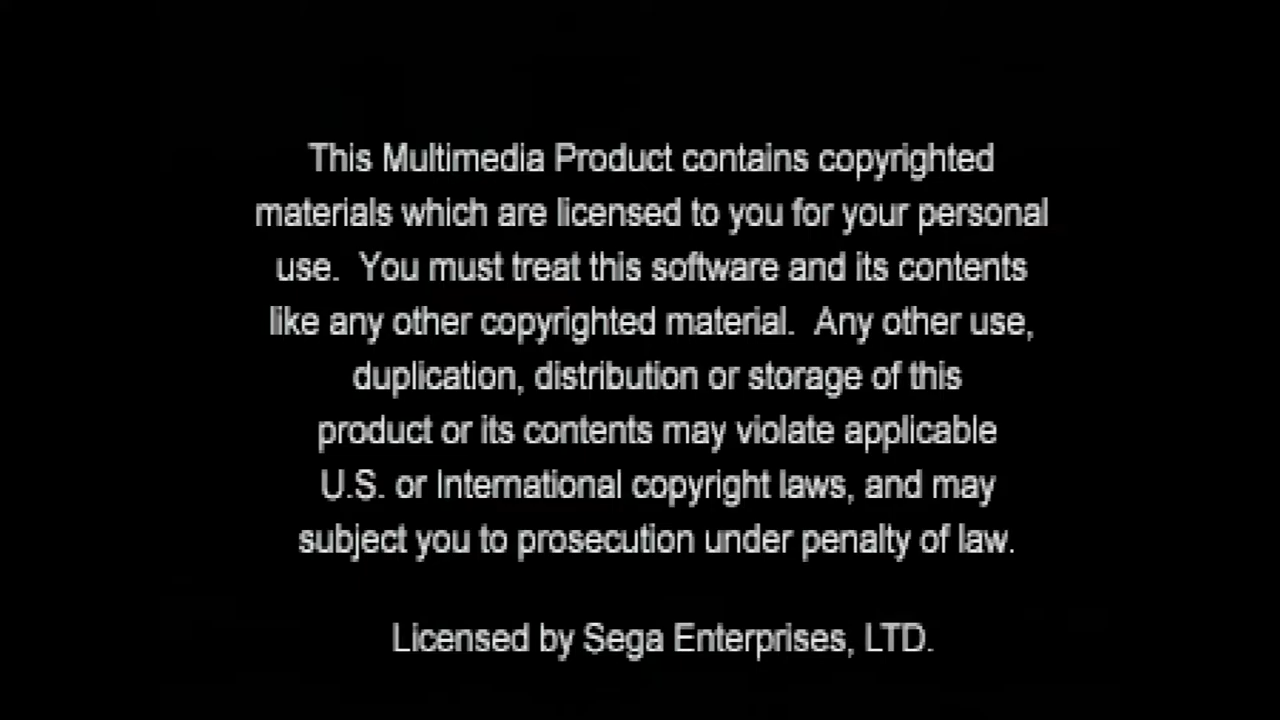 This Multimedia Product contains copyrighted
materials which are licensed to you for your personal
use.  You must treat this software and its contents
like any other copyrighted material.  Any other use,
duplication, distribution or storage of this
product or its contents may violate applicable
U.S. or International copyright laws, and may
subject you to prosecution under penalty of law.
Licensed by Sega Enterprises, LTD.